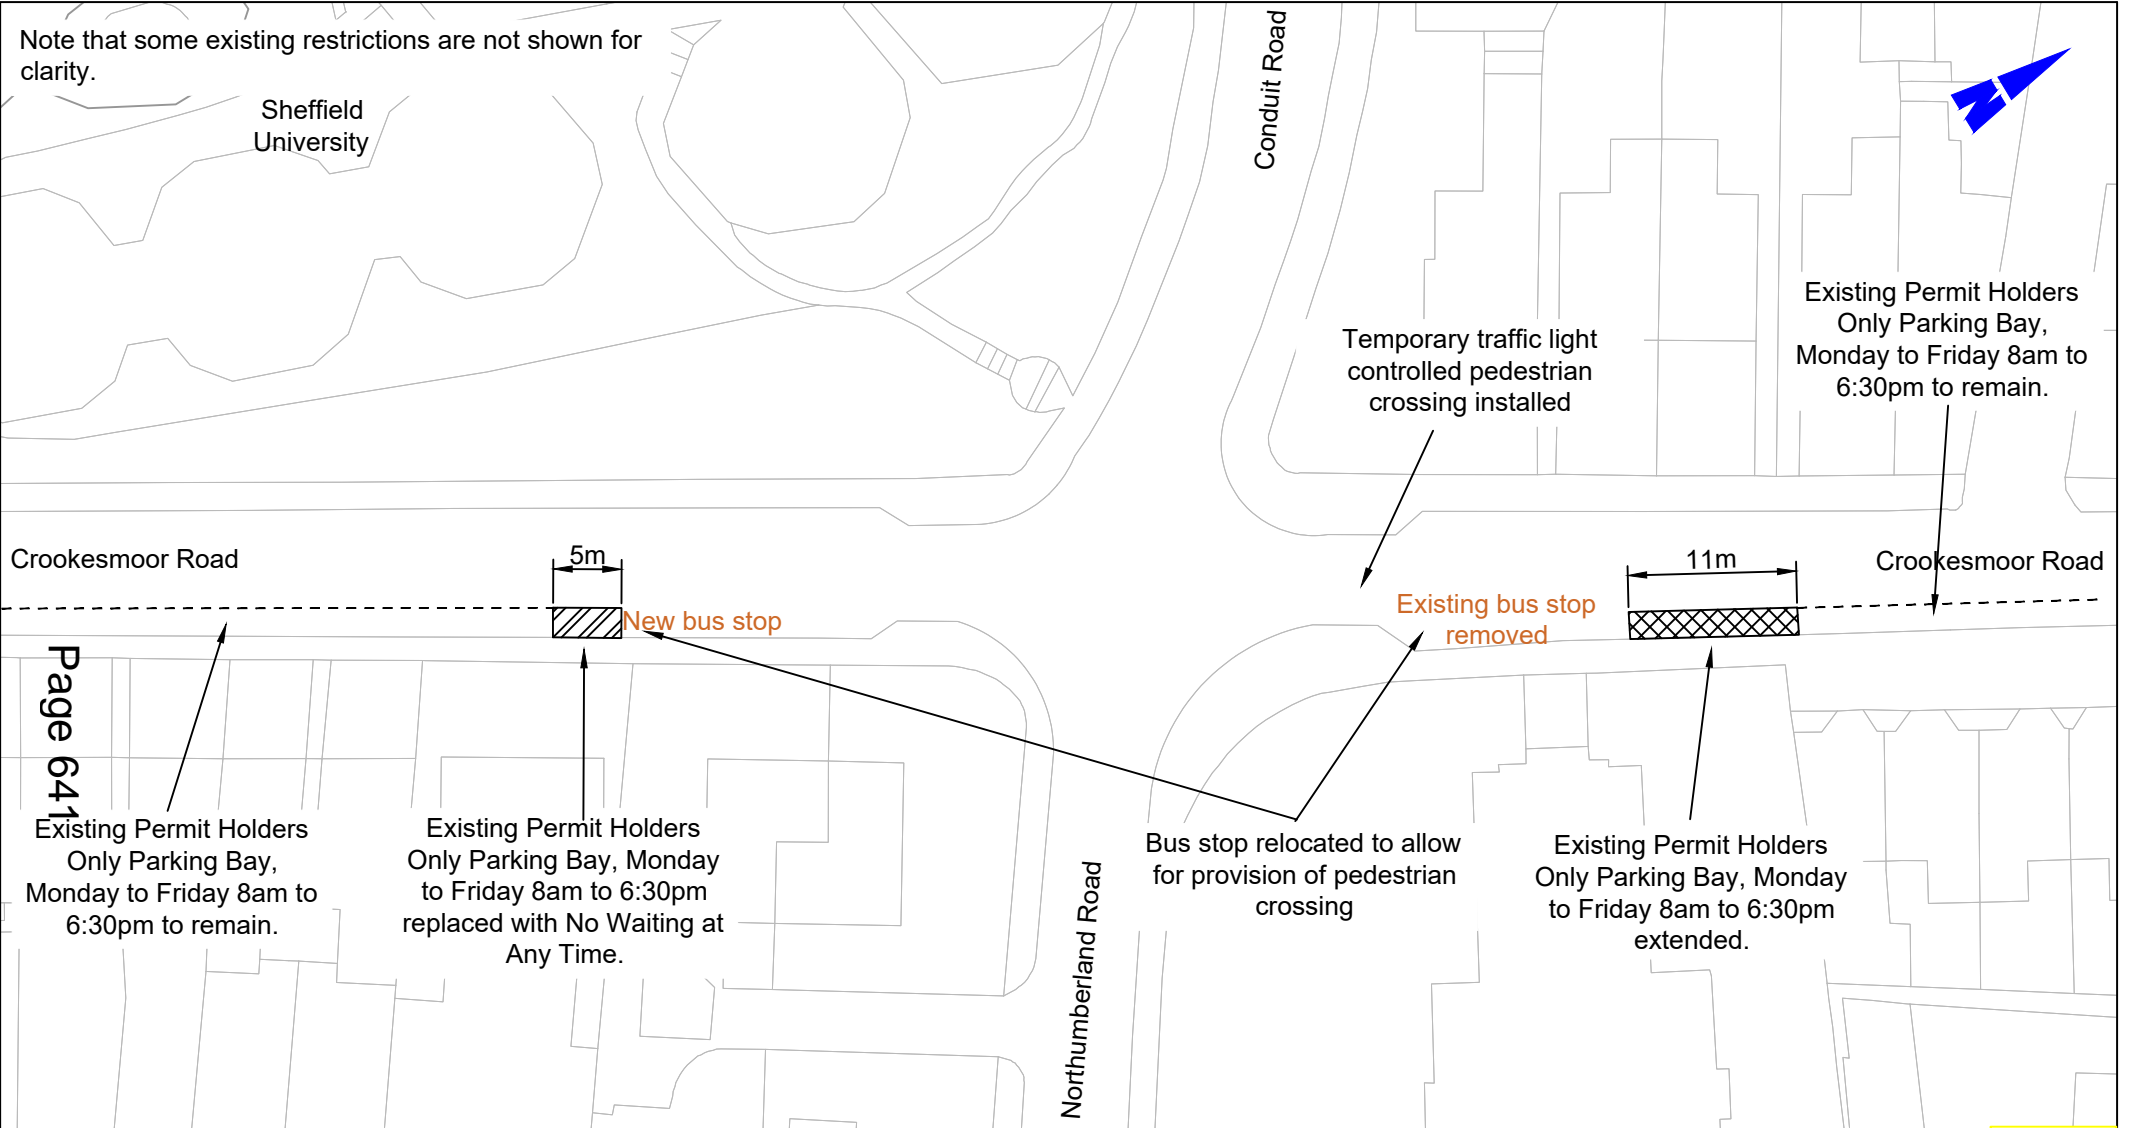 Note that some existing restrictions are not shown for
clarity.
Sheffield
University
Conduit Road
N
Existing Permit Holders
Only Parking Bay,
Monday to Friday 8am to
6:30pm to remain.
Temporary traffic light
controlled pedestrian
crossing installed
Crookesmoor Road
5m
11m
Crookesmoor Road
New bus stop
Existing bus stop
removed
Page 641
Existing Permit Holders
Only Parking Bay,
Monday to Friday 8am to
6:30pm to remain.
Existing Permit Holders
Only Parking Bay, Monday
to Friday 8am to 6:30pm
replaced with No Waiting at
Any Time.
Northumberland Road
Bus stop relocated to allow
for provision of pedestrian
crossing
Existing Permit Holders
Only Parking Bay, Monday
to Friday 8am to 6:30pm
extended.